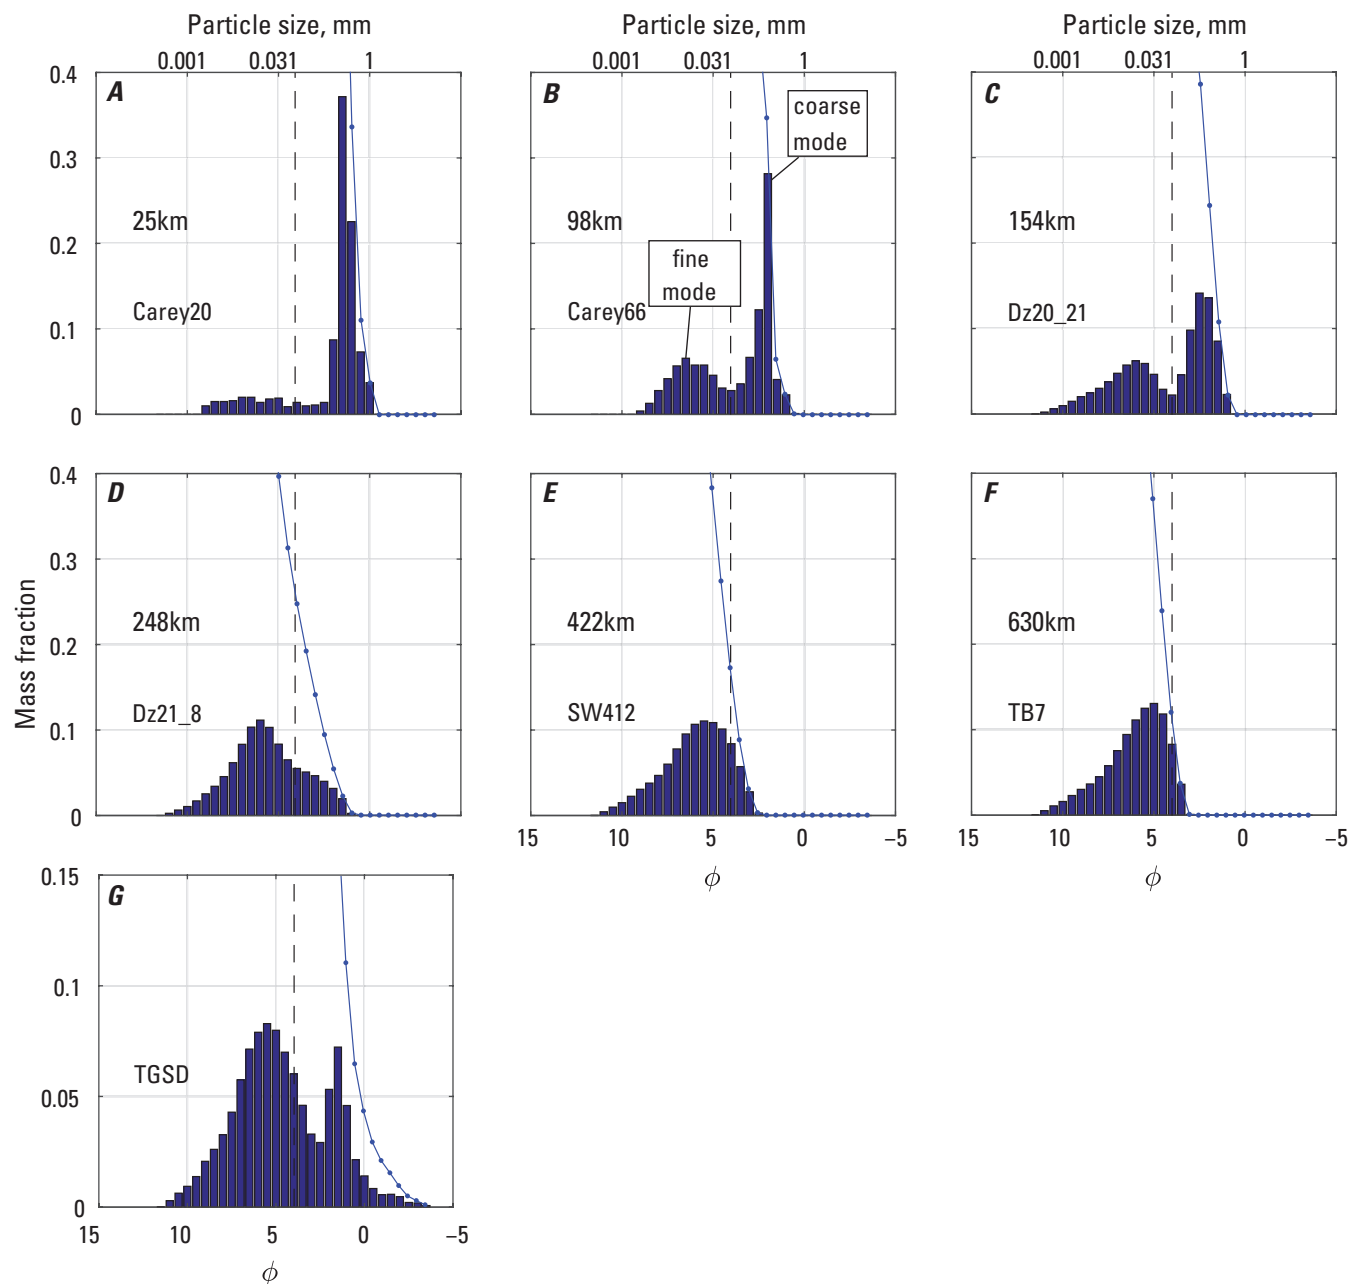 Particle size, mm
Particle size, mm
Particle size, mm
0.001 0.031 1
0.001 0.031 1
0.001 0.031 1
0.4
0.3
0.2
0.1
0
A
25km
Carey20
B
coarse
mode
98km
fine
mode
Carey66
C
154km
Dz20_21
Mass fraction
0.4
0.3
0.2
0.1
0
D
248km
Dz21_8
E
422km
SW412
15 10 5 0 –5
ϕ
F
630km
TB7
15 10 5 0 –5
ϕ
0.15
0.1
0.05
0
G
TGSD
15 10 5 0 –5
ϕ